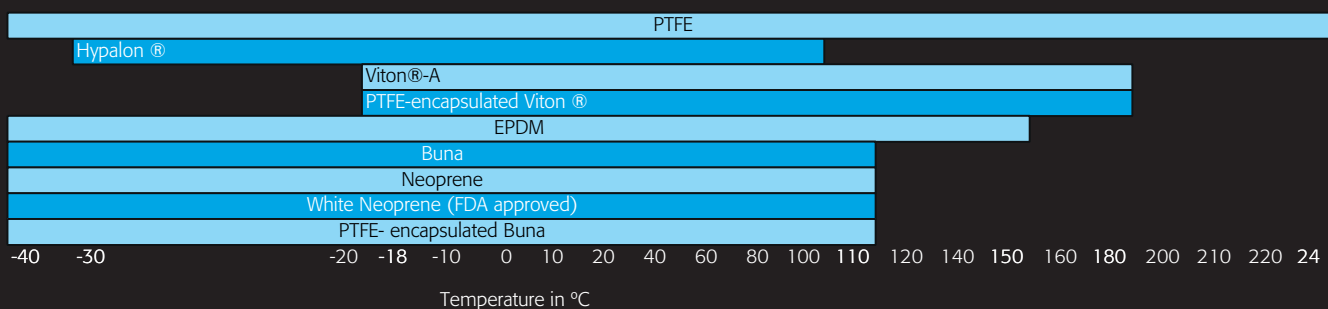 PTFE
Hypalon ®
Viton®-A
PTFE-encapsulated Viton ®
EPDM
Buna
Neoprene
White Neoprene (FDA approved)
PTFE- encapsulated Buna
-40 -30 -20 -18 -10 0 10 20 40 60 80 100 110 120 140 150 160 180 200 210 220 24
Temperature in ºC